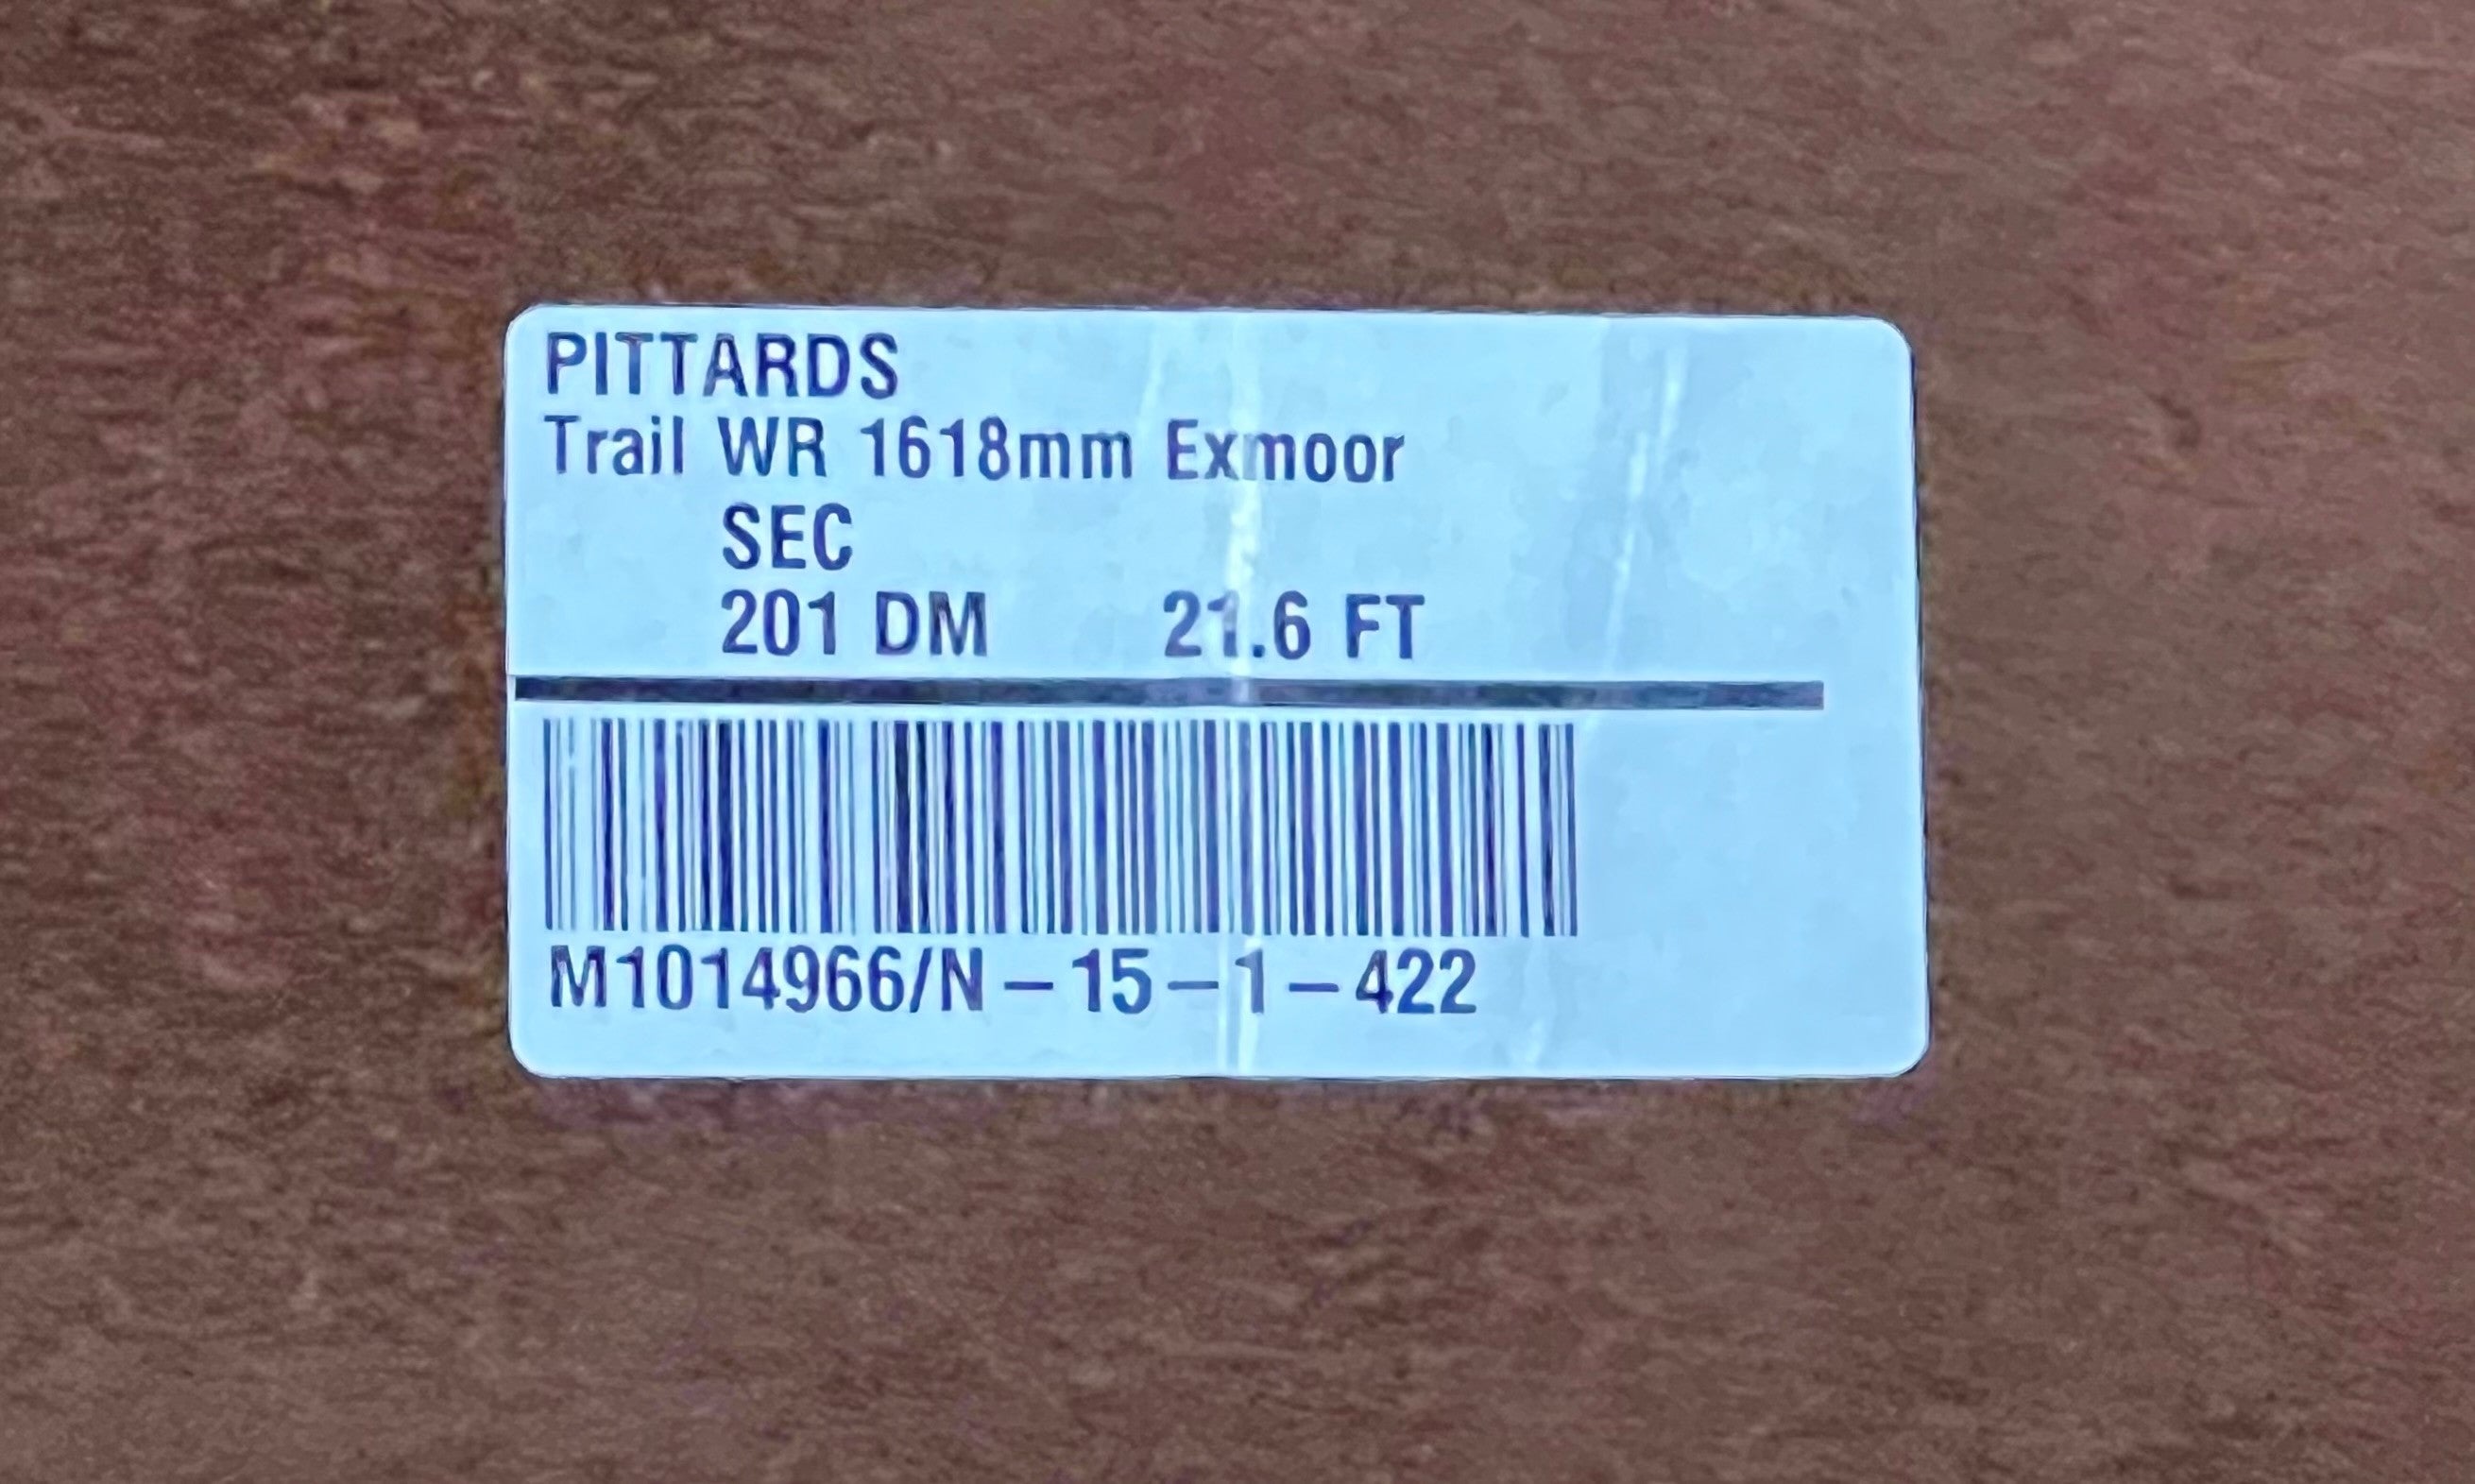 PITTARDS
Trail WR 1618mm Exmoor
SEC
201 DM 21.6 FT
M1014966/N-15-1-422